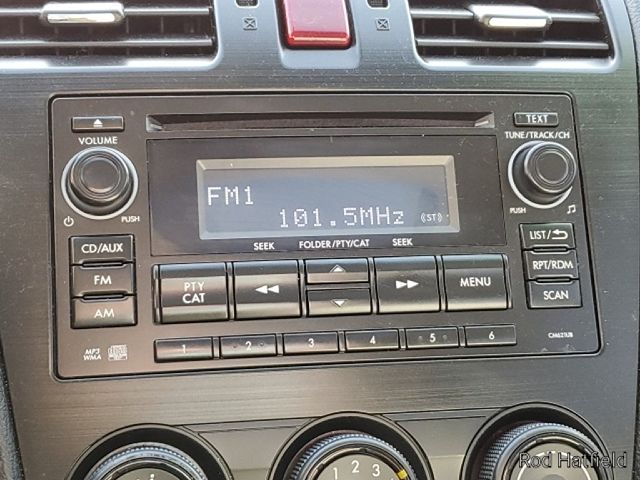 TEXT
VOLUME
TUNE/TRACK/CH
FM1
101.5MHz (ST)
PUSH
PUSH
SEEK FOLDER/PTY/CAT SEEK
CD/AUX
FM
AM
PTY CAT
MENU
LIST/
RPT/RDM
SCAN
MP3
WMA
1 2 3 4 5 6
CM621UB
1 2 3
Rod Hatfield